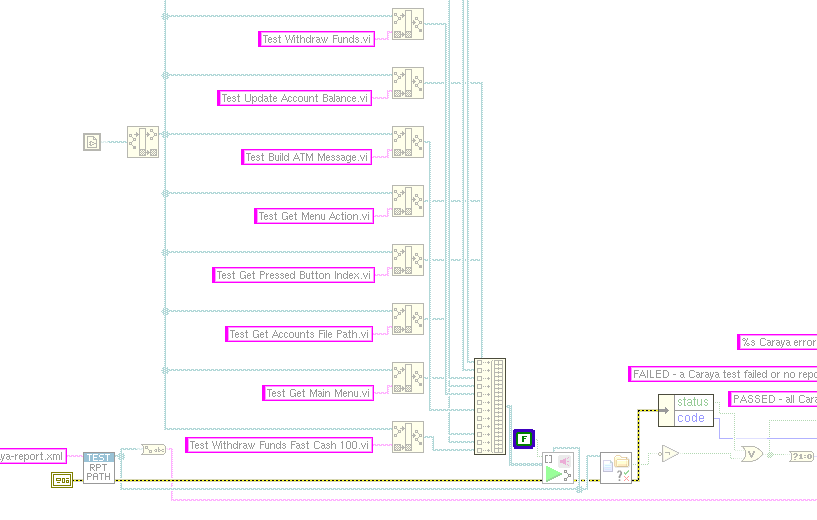 Test Withdraw Funds.vi
Test Update Account Balance.vi
Test Build ATM Message.vi
Test Get Menu Action.vi
Test Get Pressed Button Index.vi
Test Get Accounts File Path.vi
%s Caraya error
FAILED - a Caraya test failed or no repo
Test Get Main Menu.vi
PASSED - all Cara
status
code
Test Withdraw Funds Fast Cash 100.vi
F
ya-report.xml
TEST
RPT
PATH
abc
V
?1:0
?